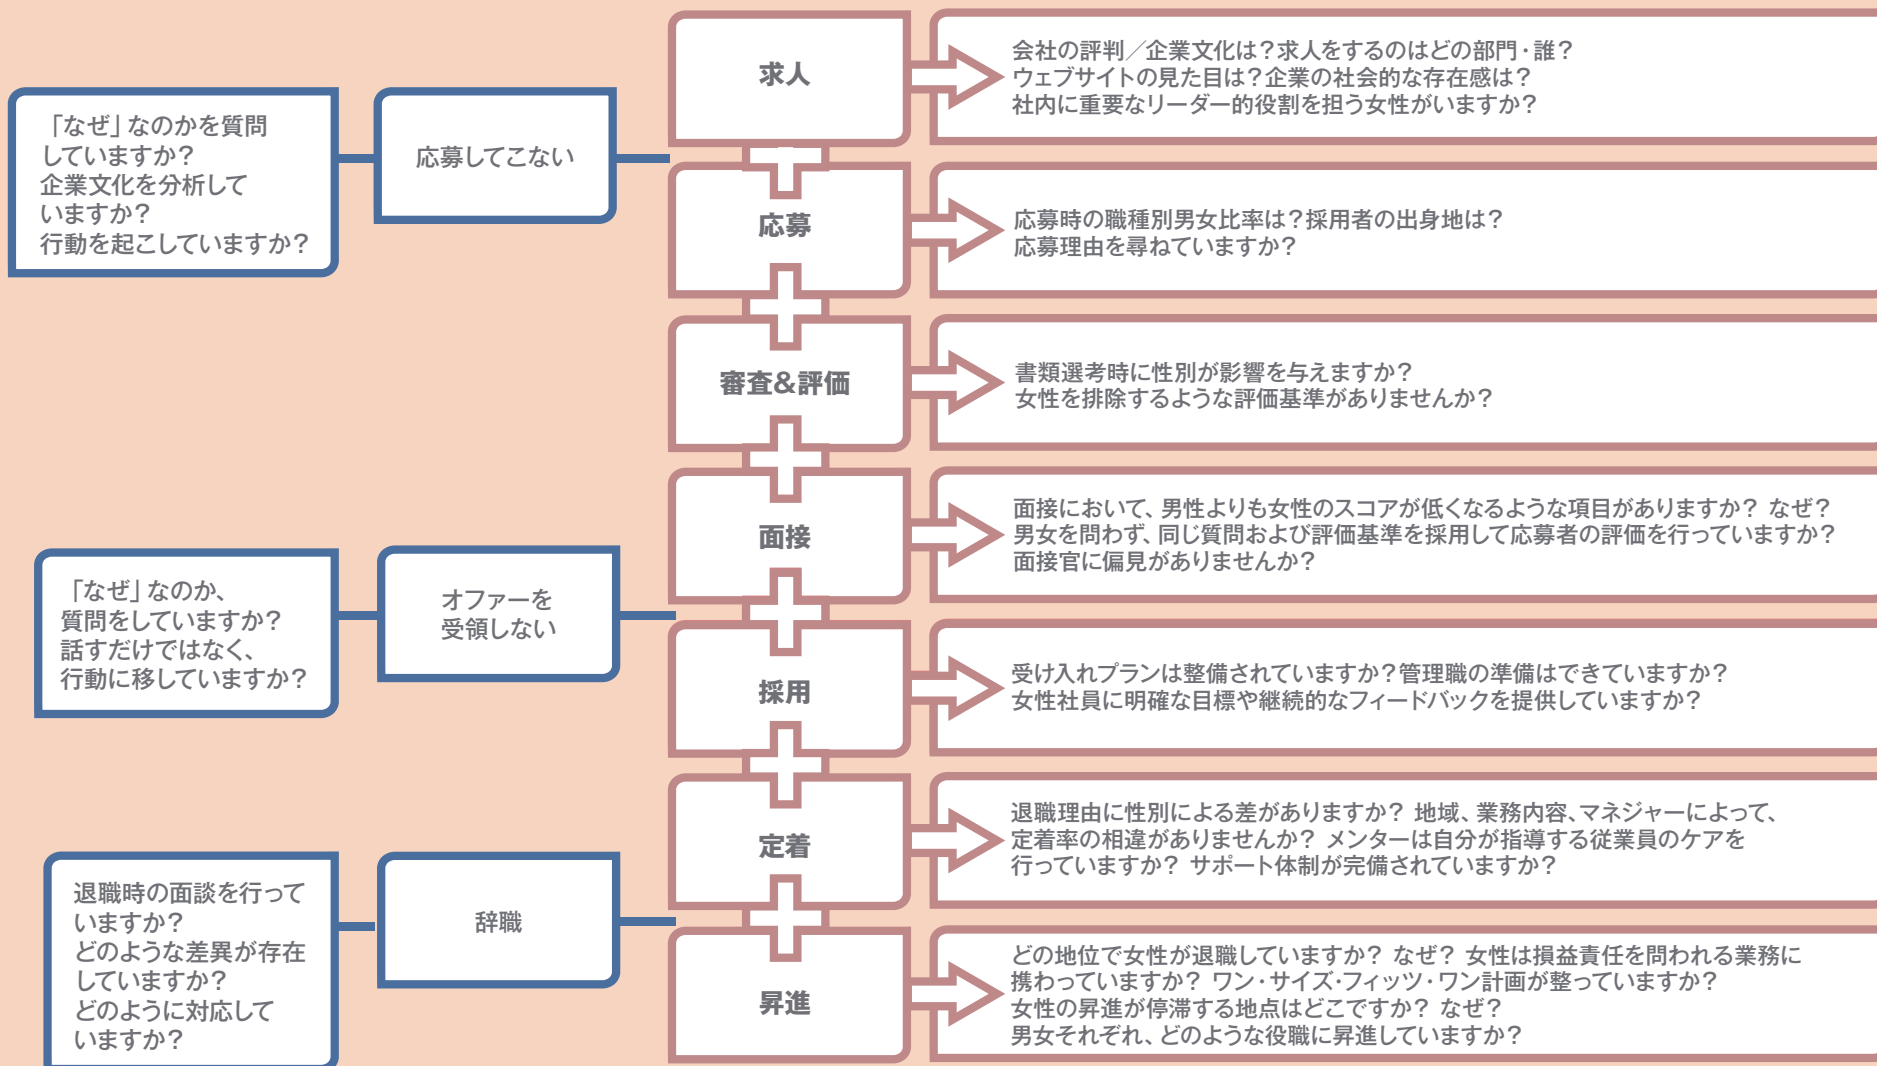 求人
会社の評判／企業文化は？求人をするのはどの部門・誰？
ウェブサイトの見た目は？企業の社会的な存在感は？
社内に重要なリーダー的役割を担う女性がいますか？
「なぜ」なのかを質問
していますか？
企業文化を分析して
いますか？
行動を起こしていますか？
応募してこない
応募
応募時の職種別男女比率は？採用者の出身地は？
応募理由を尋ねていますか？
審査&評価
書類選考時に性別が影響を与えますか？
女性を排除するような評価基準がありませんか？
面接
面接において、男性よりも女性のスコアが低くなるような項目がありますか？ なぜ？
男女を問わず、同じ質問および評価基準を採用して応募者の評価を行っていますか？
面接官に偏見がありませんか？
「なぜ」なのか、
質問をしていますか？
話すだけではなく、
行動に移していますか？
オファーを
受領しない
採用
受け入れプランは整備されていますか？管理職の準備はできていますか？
女性社員に明確な目標や継続的なフィードバックを提供していますか？
定着
退職理由に性別による差がありますか？ 地域、業務内容、マネジャーによって、
定着率の相違がありませんか？ メンターは自分が指導する従業員のケアを
行っていますか？ サポート体制が完備されていますか？
退職時の面談を行って
いますか？
どのような差異が存在
していますか？
どのように対応して
いますか？
辞職
昇進
どの地位で女性が退職していますか？ なぜ？ 女性は損益責任を問われる業務に
携わっていますか？ ワン・サイズ・フィッツ・ワン計画が整っていますか？
女性の昇進が停滞する地点はどこですか？ なぜ？
男女それぞれ、どのような役職に昇進していますか？